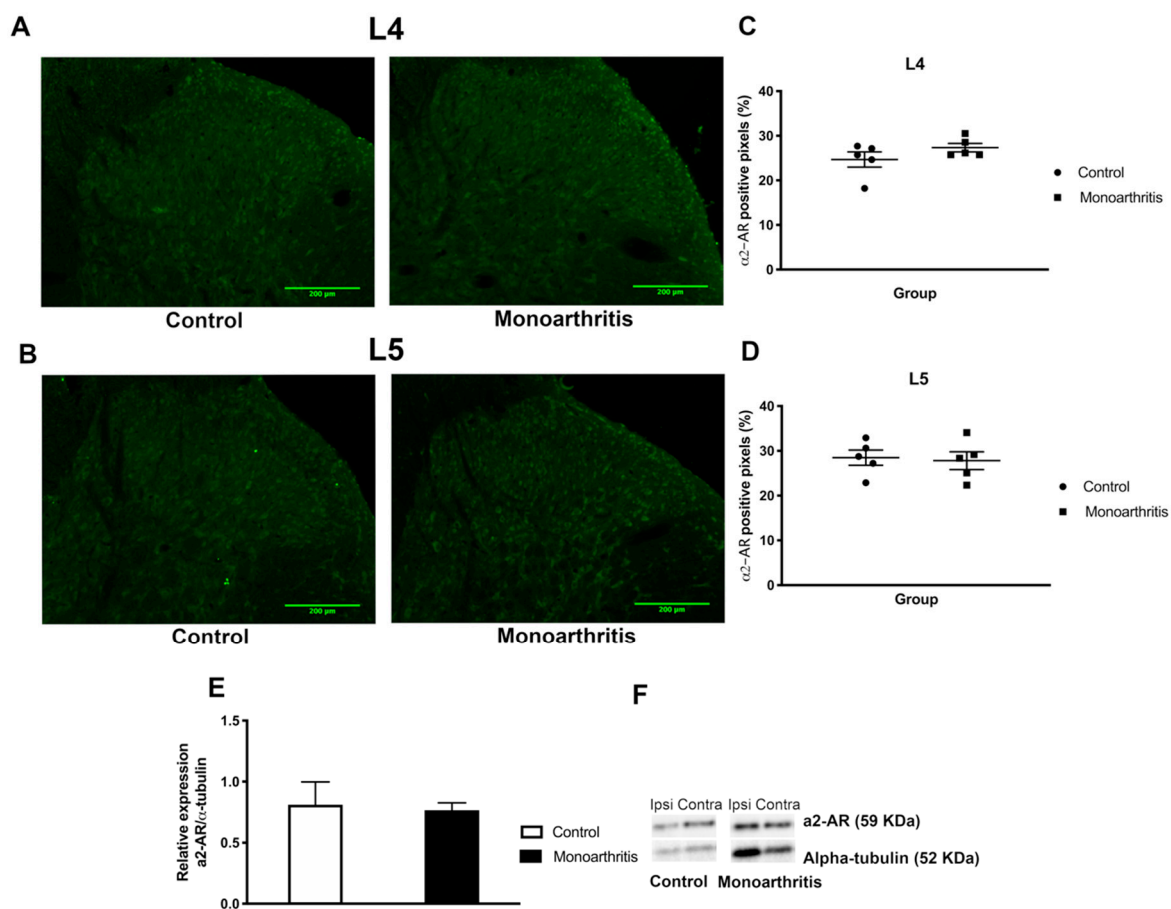 A
L4
200 µm
200 µm
Control
Monoarthritis
B
L5
200 µm
200 µm
Control
Monoarthritis
C
L4
α2–AR positive pixels (%)
40
30
20
10
0
Group
Control
Monoarthritis
D
L5
α2–AR positive pixels (%)
40
30
20
10
0
Group
Control
Monoarthritis
E
Relative expression
a2-AR/α-tubulin
1.5
1.0
0.5
0.0
Control
Monoarthritis
F
Ipsi Contra Ipsi Contra
a2-AR (59 KDa)
Alpha-tubulin (52 KDa)
Control Monoarthritis